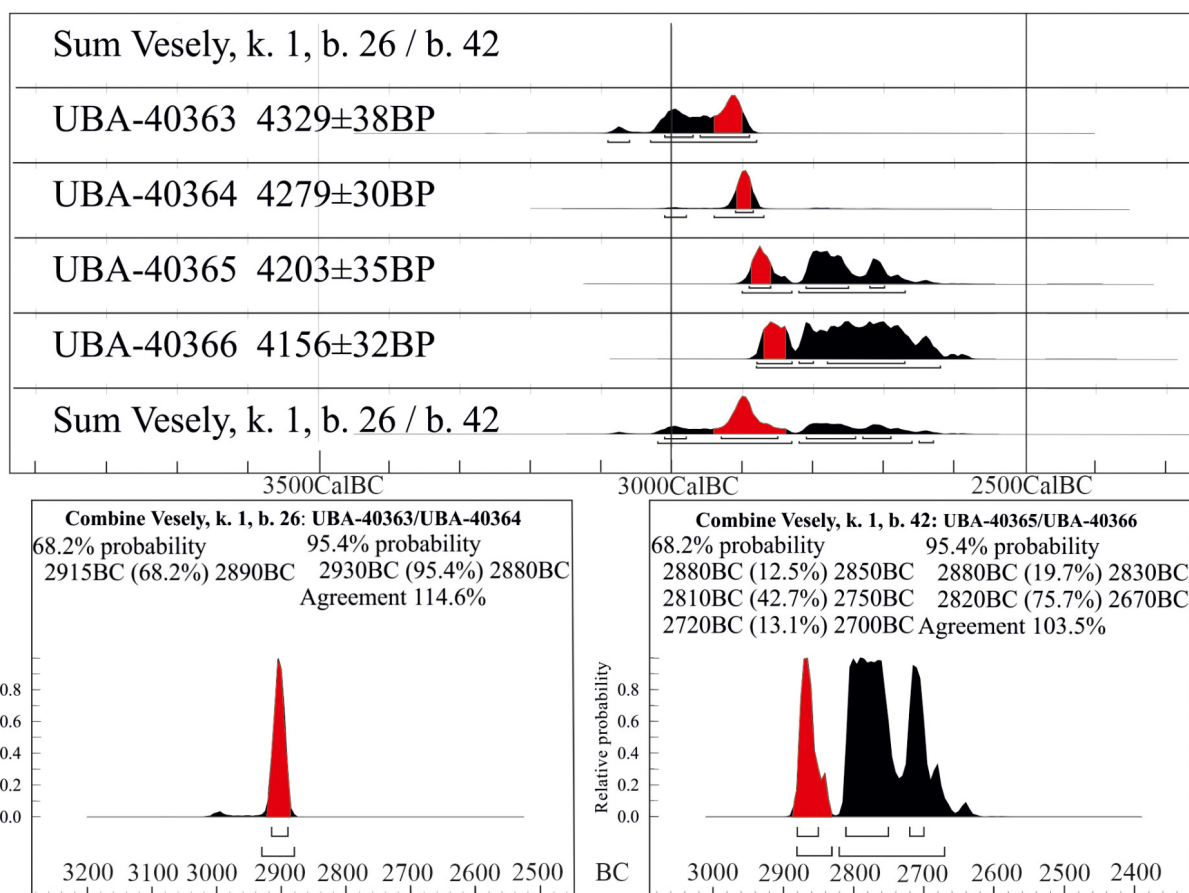 Sum Vesely, k. 1, b. 26 / b. 42
UBA-40363 4329±38BP
UBA-40364 4279±30BP
UBA-40365 4203±35BP
UBA-40366 4156±32BP
Sum Vesely, k. 1, b. 26 / b. 42
3500CalBC 3000CalBC 2500CalBC
Combine Vesely, k. 1, b. 26: UBA-40363/UBA-40364
68.2% probability 95.4% probability
2915BC (68.2%) 2890BC 2930BC (95.4%) 2880BC
Agreement 114.6%
0.8
0.6
0.4
0.2
0.0
3200 3100 3000 2900 2800 2700 2600 2500 BC
Combine Vesely, k. 1, b. 42: UBA-40365/UBA-40366
68.2% probability 95.4% probability
2880BC (12.5%) 2850BC 2880BC (19.7%) 2830BC
2810BC (42.7%) 2750BC 2820BC (75.7%) 2670BC
2720BC (13.1%) 2700BC Agreement 103.5%
Relative probability
0.8
0.6
0.4
0.2
0.0
3000 2900 2800 2700 2600 2500 2400